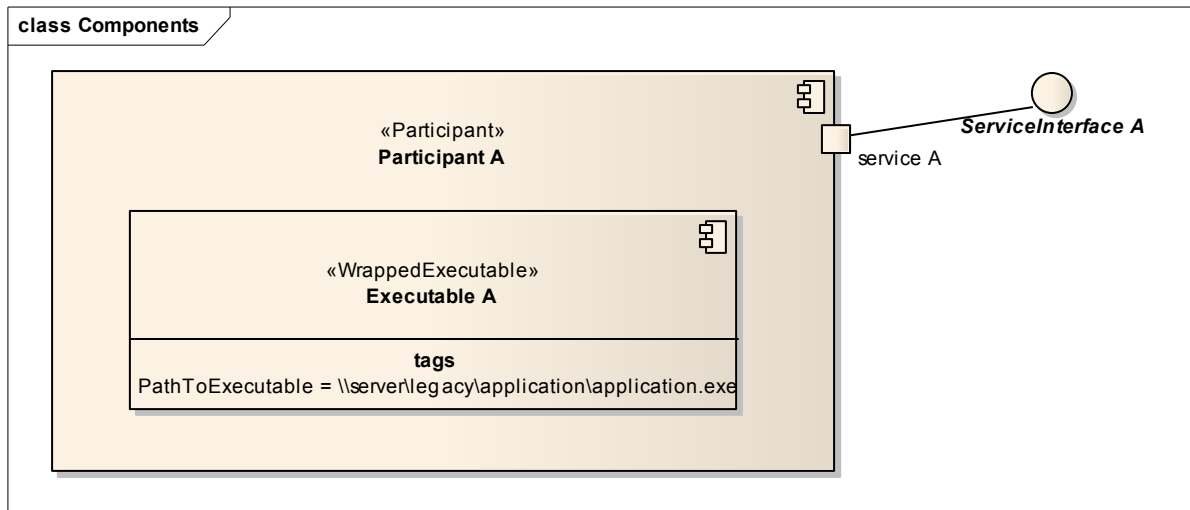 class Components
«Participant»
Participant A
ServiceInterface A
service A
«WrappedExecutable»
Executable A
tags
PathToExecutable = \\server\legacy\application\application.exe